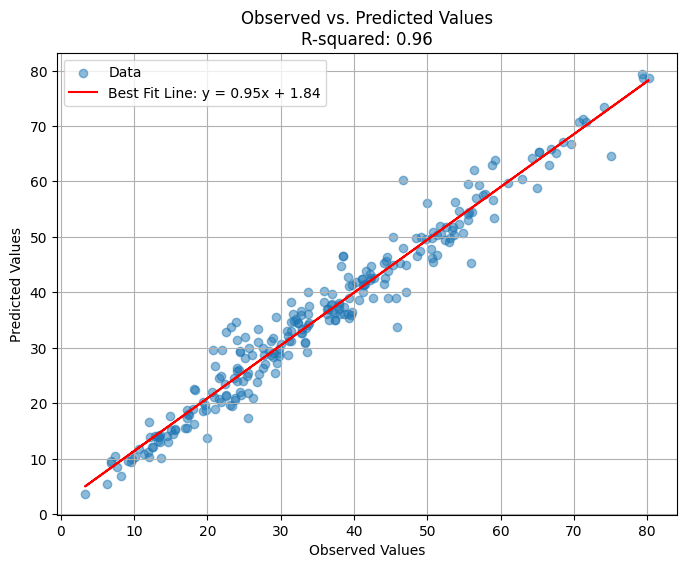 Observed vs. Predicted Values
R-squared: 0.96
Data
Best Fit Line: y = 0.95x + 1.84
80
70
60
50
40
30
20
10
0
Predicted Values
0 10 20 30 40 50 60 70 80
Observed Values